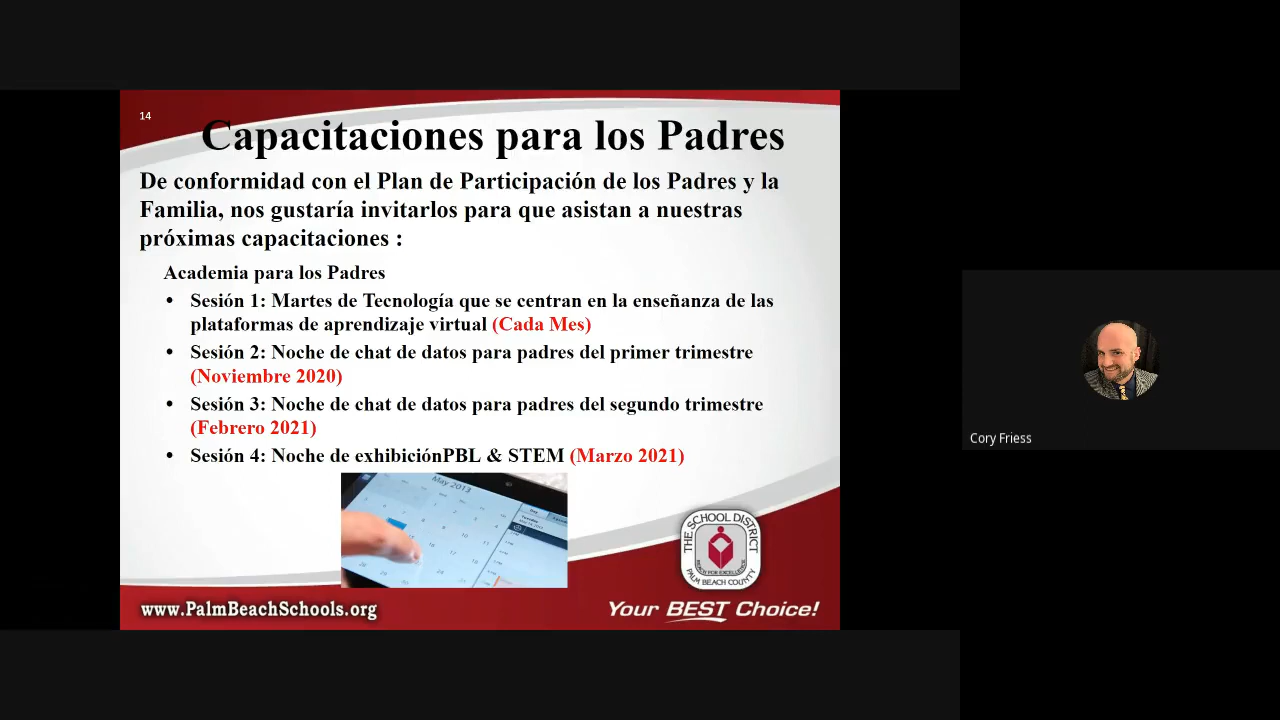 14
Capacitaciones para los Padres
De conformidad con el Plan de Participación de los Padres y la
Familia, nos gustaría invitarlos para que asistan a nuestras
próximas capacitaciones :
Academia para los Padres
• Sesión 1: Martes de Tecnología que se centran en la enseñanza de las
plataformas de aprendizaje virtual (Cada Mes)
• Sesión 2: Noche de chat de datos para padres del primer trimestre
(Noviembre 2020)
• Sesión 3: Noche de chat de datos para padres del segundo trimestre
(Febrero 2021)
• Sesión 4: Noche de exhibiciónPBL & STEM (Marzo 2021)
May 2013
THE SCHOOL DISTRICT
PALM BEACH COUNTY
www.PalmBeachSchools.org
Your BEST Choice!
Cory Friess